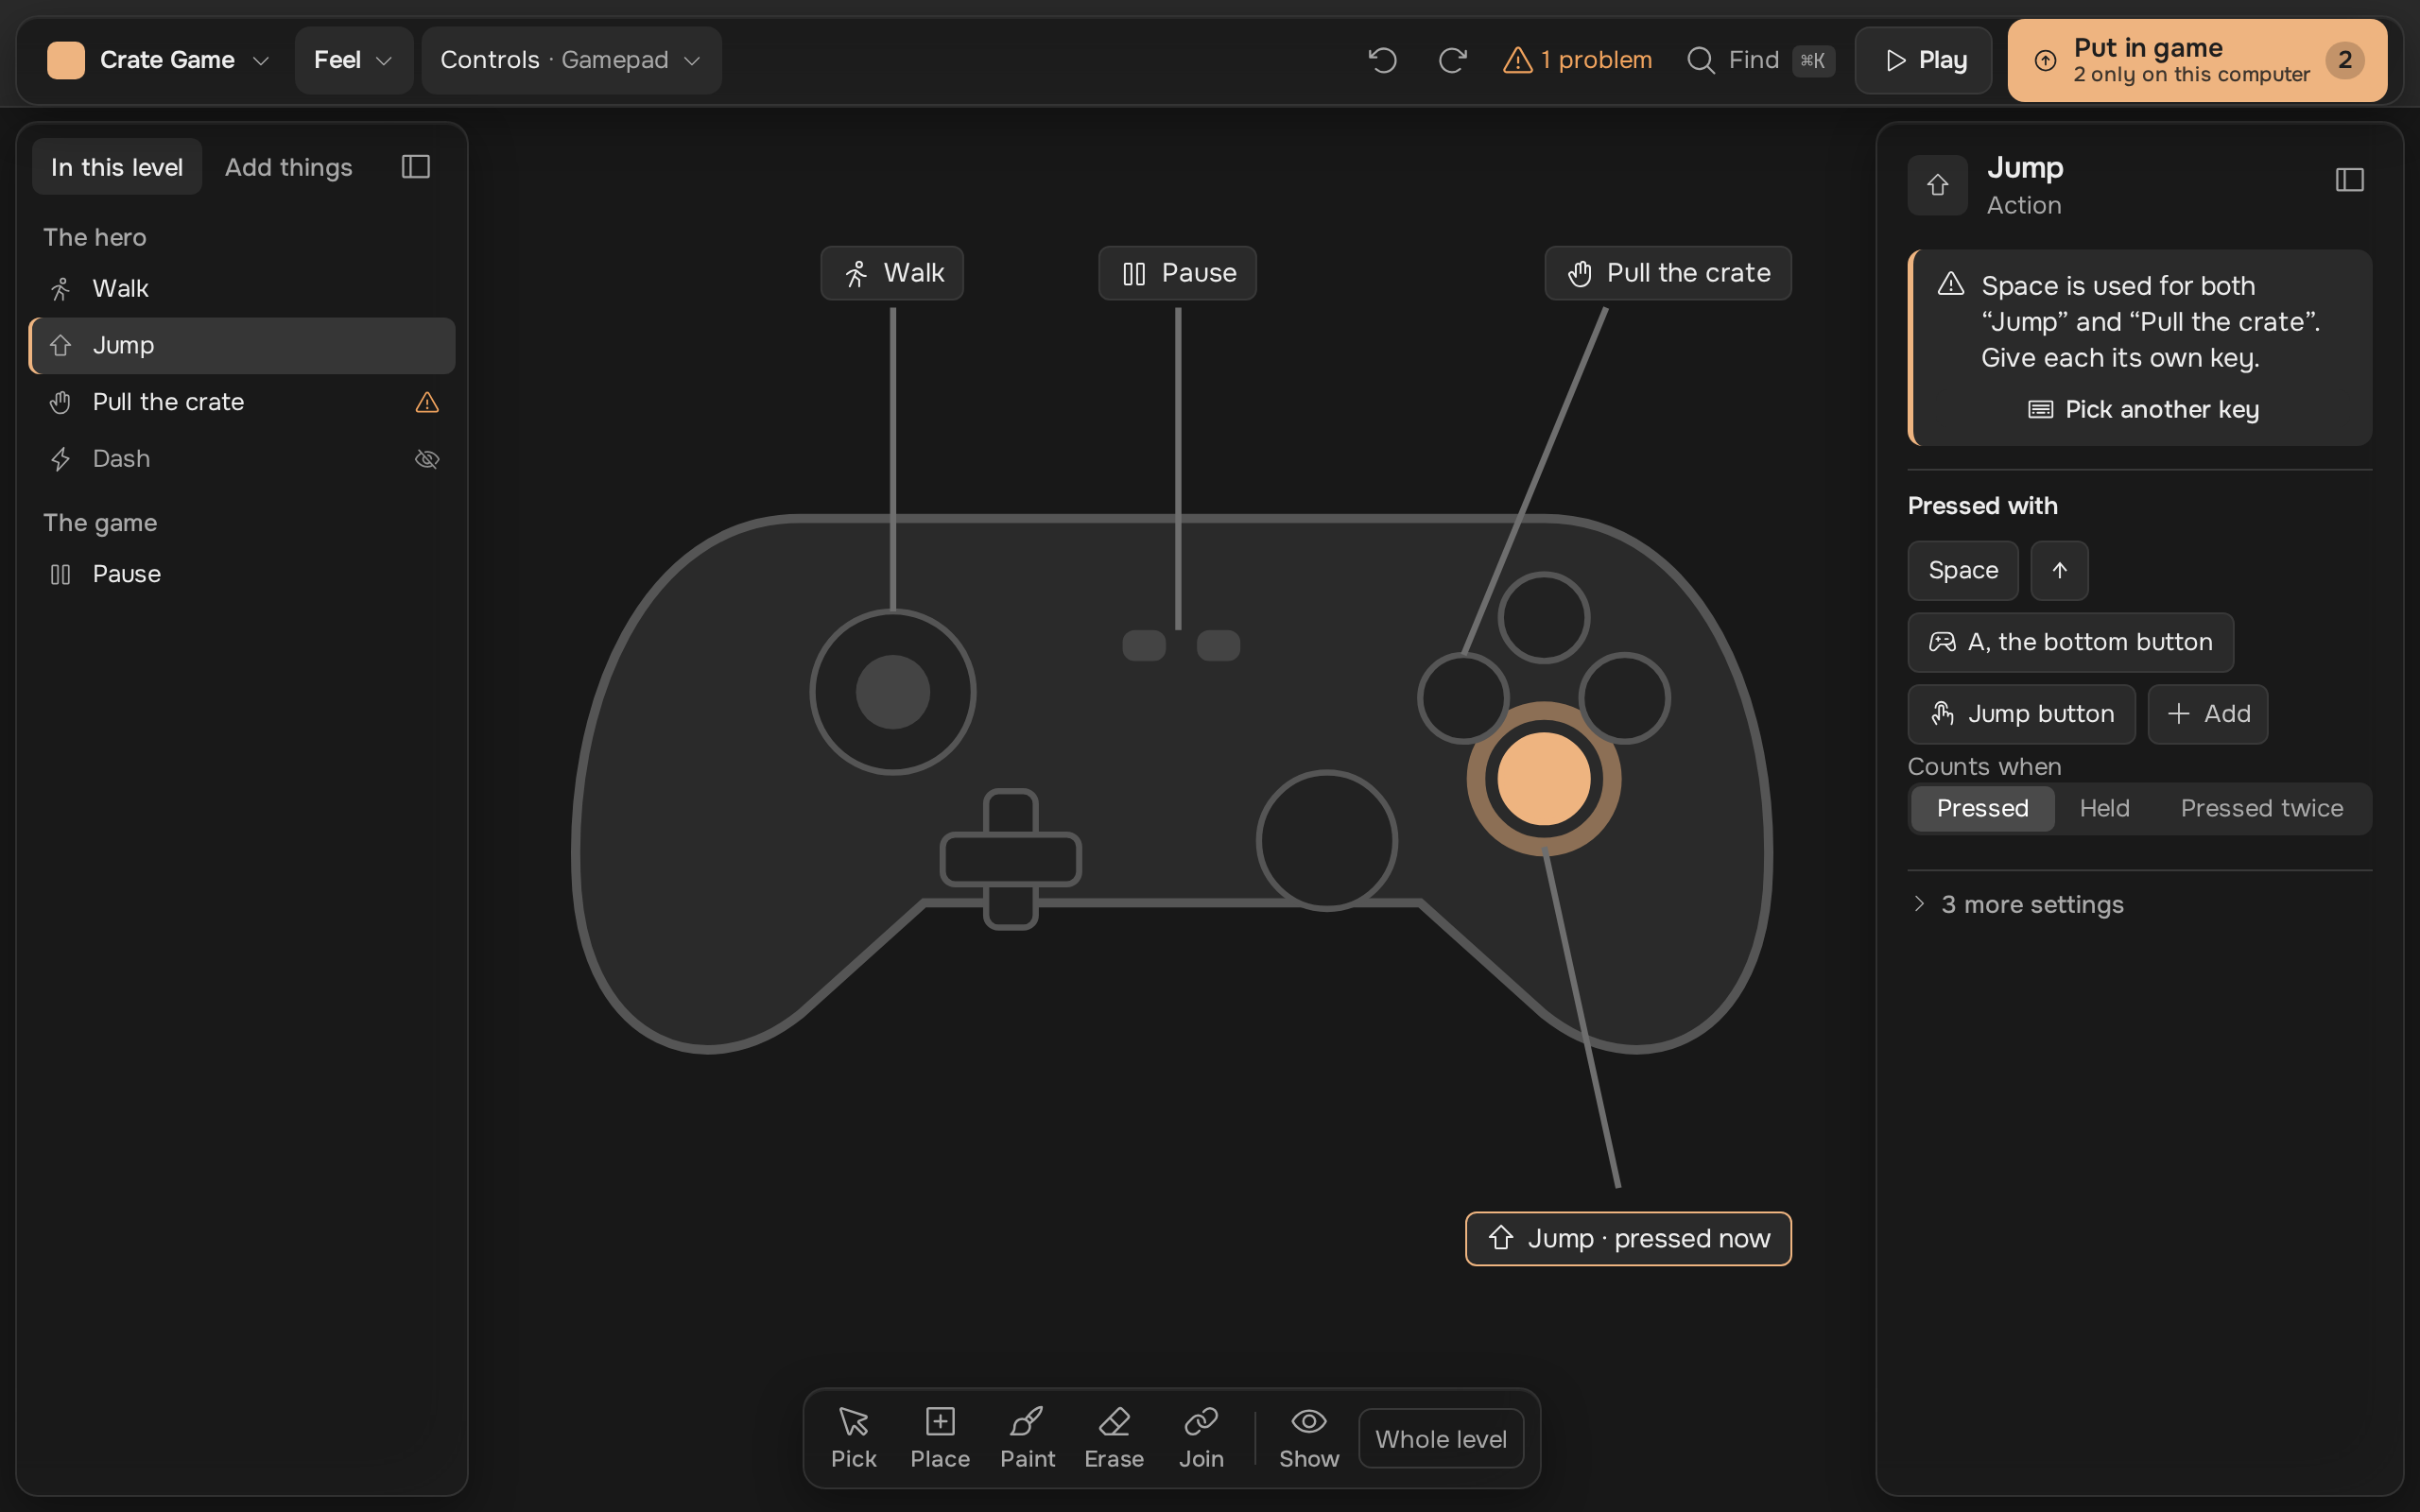 Crate Game
Feel
Controls · Gamepad
1 problem
Find ⌘K
Play
Put in game
2 only on this computer
2
In this level
Add things
The hero
Walk
Jump
Pull the crate
Dash
The game
Pause
Walk
Pause
Pull the crate
Jump · pressed now
Pick
Place
Paint
Erase
Join
Show
Whole level
Jump
Action
Space is used for both
“Jump” and “Pull the crate”.
Give each its own key.
Pick another key
Pressed with
Space
↑
A, the bottom button
Jump button
Add
Counts when
Pressed
Held
Pressed twice
3 more settings